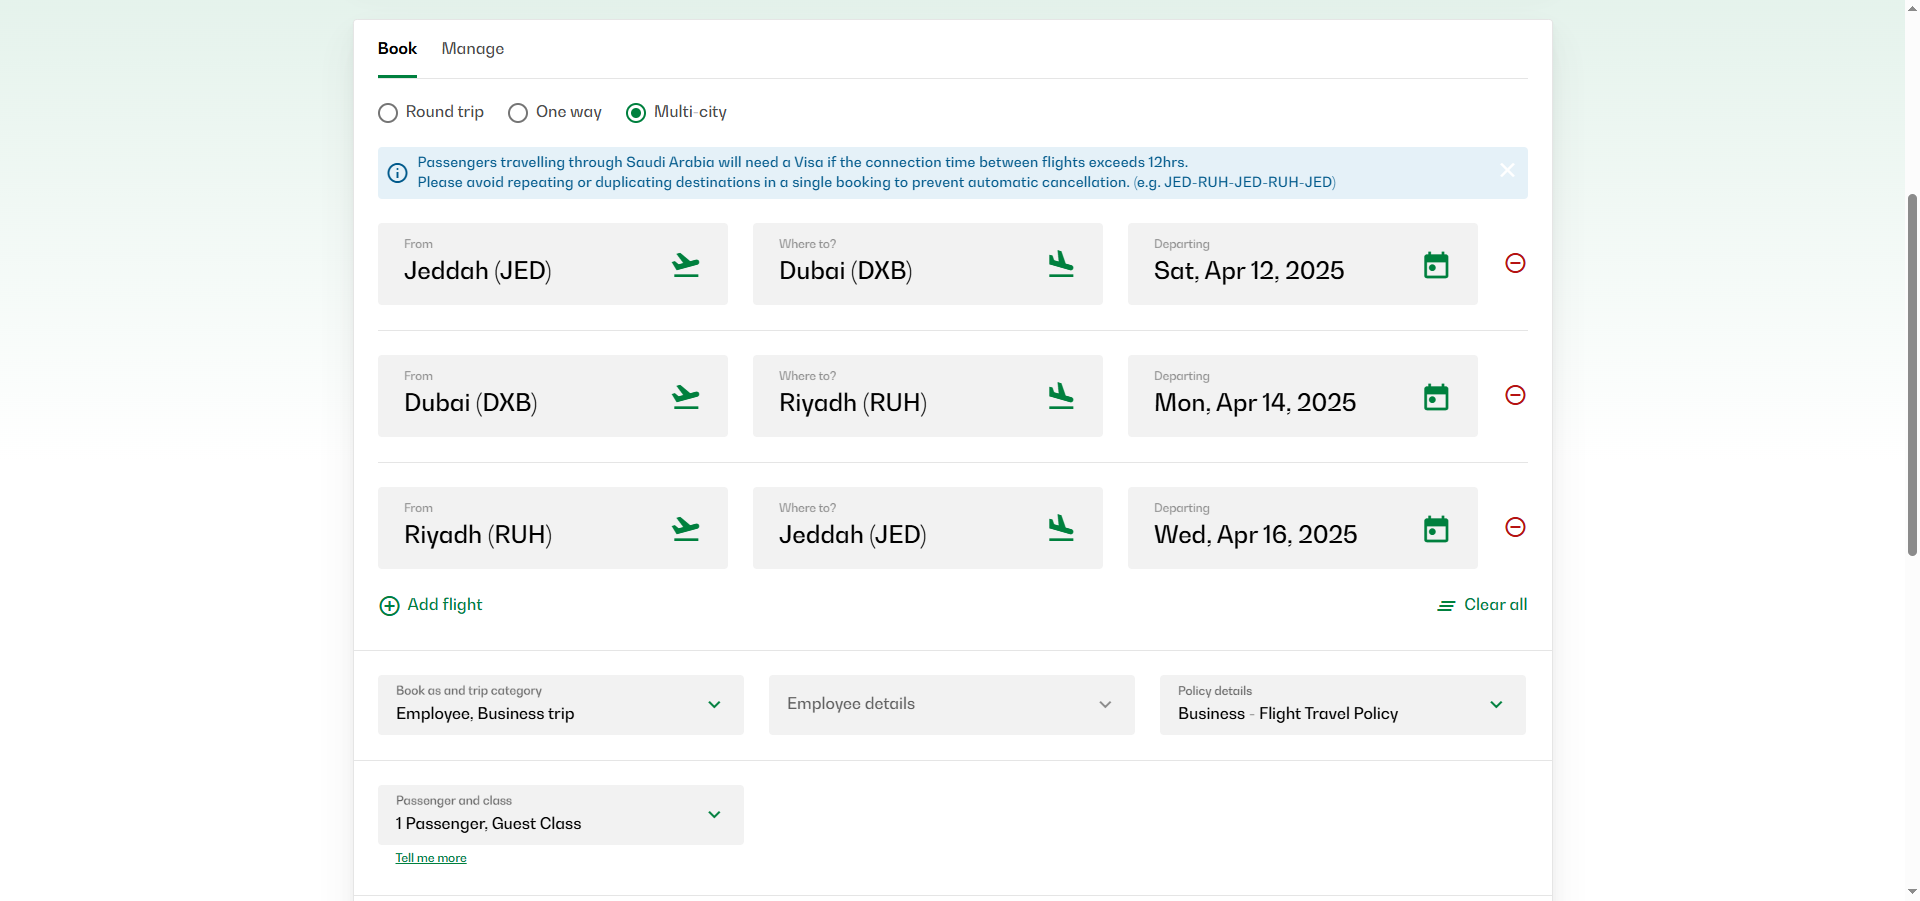 Book Manage
Round trip One way Multi-city
Passengers travelling through Saudi Arabia will need a Visa if the connection time between flights exceeds 12hrs.
Please avoid repeating or duplicating destinations in a single booking to prevent automatic cancellation. (e.g. JED-RUH-JED-RUH-JED)
From Where to? Departing
Jeddah (JED) Dubai (DXB) Sat, Apr 12, 2025
From Where to? Departing
Dubai (DXB) Riyadh (RUH) Mon, Apr 14, 2025
From Where to? Departing
Riyadh (RUH) Jeddah (JED) Wed, Apr 16, 2025
Add flight Clear all
Book as and trip category
Employee, Business trip
Employee details
Policy details
Business - Flight Travel Policy
Passenger and class
1 Passenger, Guest Class
Tell me more